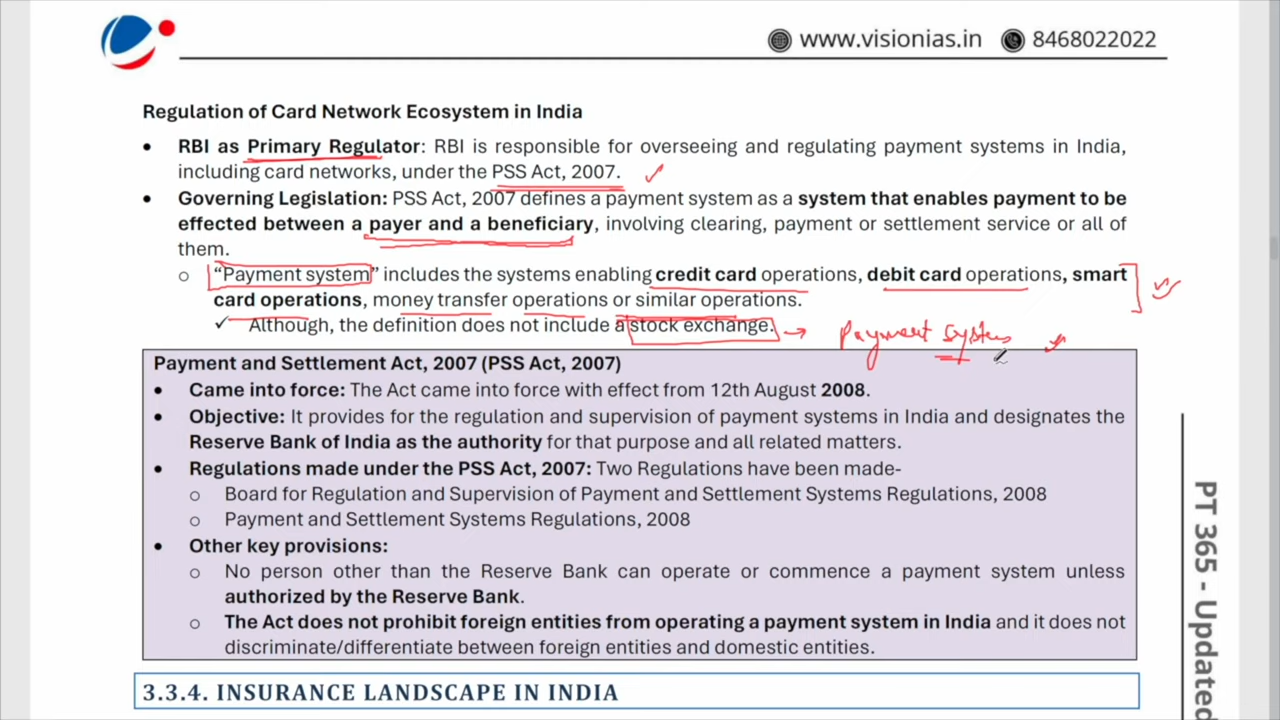 www.visionias.in 8468022022
Regulation of Card Network Ecosystem in India
• RBI as Primary Regulator: RBI is responsible for overseeing and regulating payment systems in India,
including card networks, under the PSS Act, 2007.
• Governing Legislation: PSS Act, 2007 defines a payment system as a system that enables payment to be
effected between a payer and a beneficiary, involving clearing, payment or settlement service or all of
them.
o "Payment system" includes the systems enabling credit card operations, debit card operations, smart
card operations, money transfer operations or similar operations.
✓ Although, the definition does not include a stock exchange. → Payment system
Payment and Settlement Act, 2007 (PSS Act, 2007)
• Came into force: The Act came into force with effect from 12th August 2008.
• Objective: It provides for the regulation and supervision of payment systems in India and designates the
Reserve Bank of India as the authority for that purpose and all related matters.
• Regulations made under the PSS Act, 2007: Two Regulations have been made-
o Board for Regulation and Supervision of Payment and Settlement Systems Regulations, 2008
o Payment and Settlement Systems Regulations, 2008
• Other key provisions:
o No person other than the Reserve Bank can operate or commence a payment system unless
authorized by the Reserve Bank.
o The Act does not prohibit foreign entities from operating a payment system in India and it does not
discriminate/differentiate between foreign entities and domestic entities.
3.3.4. INSURANCE LANDSCAPE IN INDIA
PT 365 - Updated